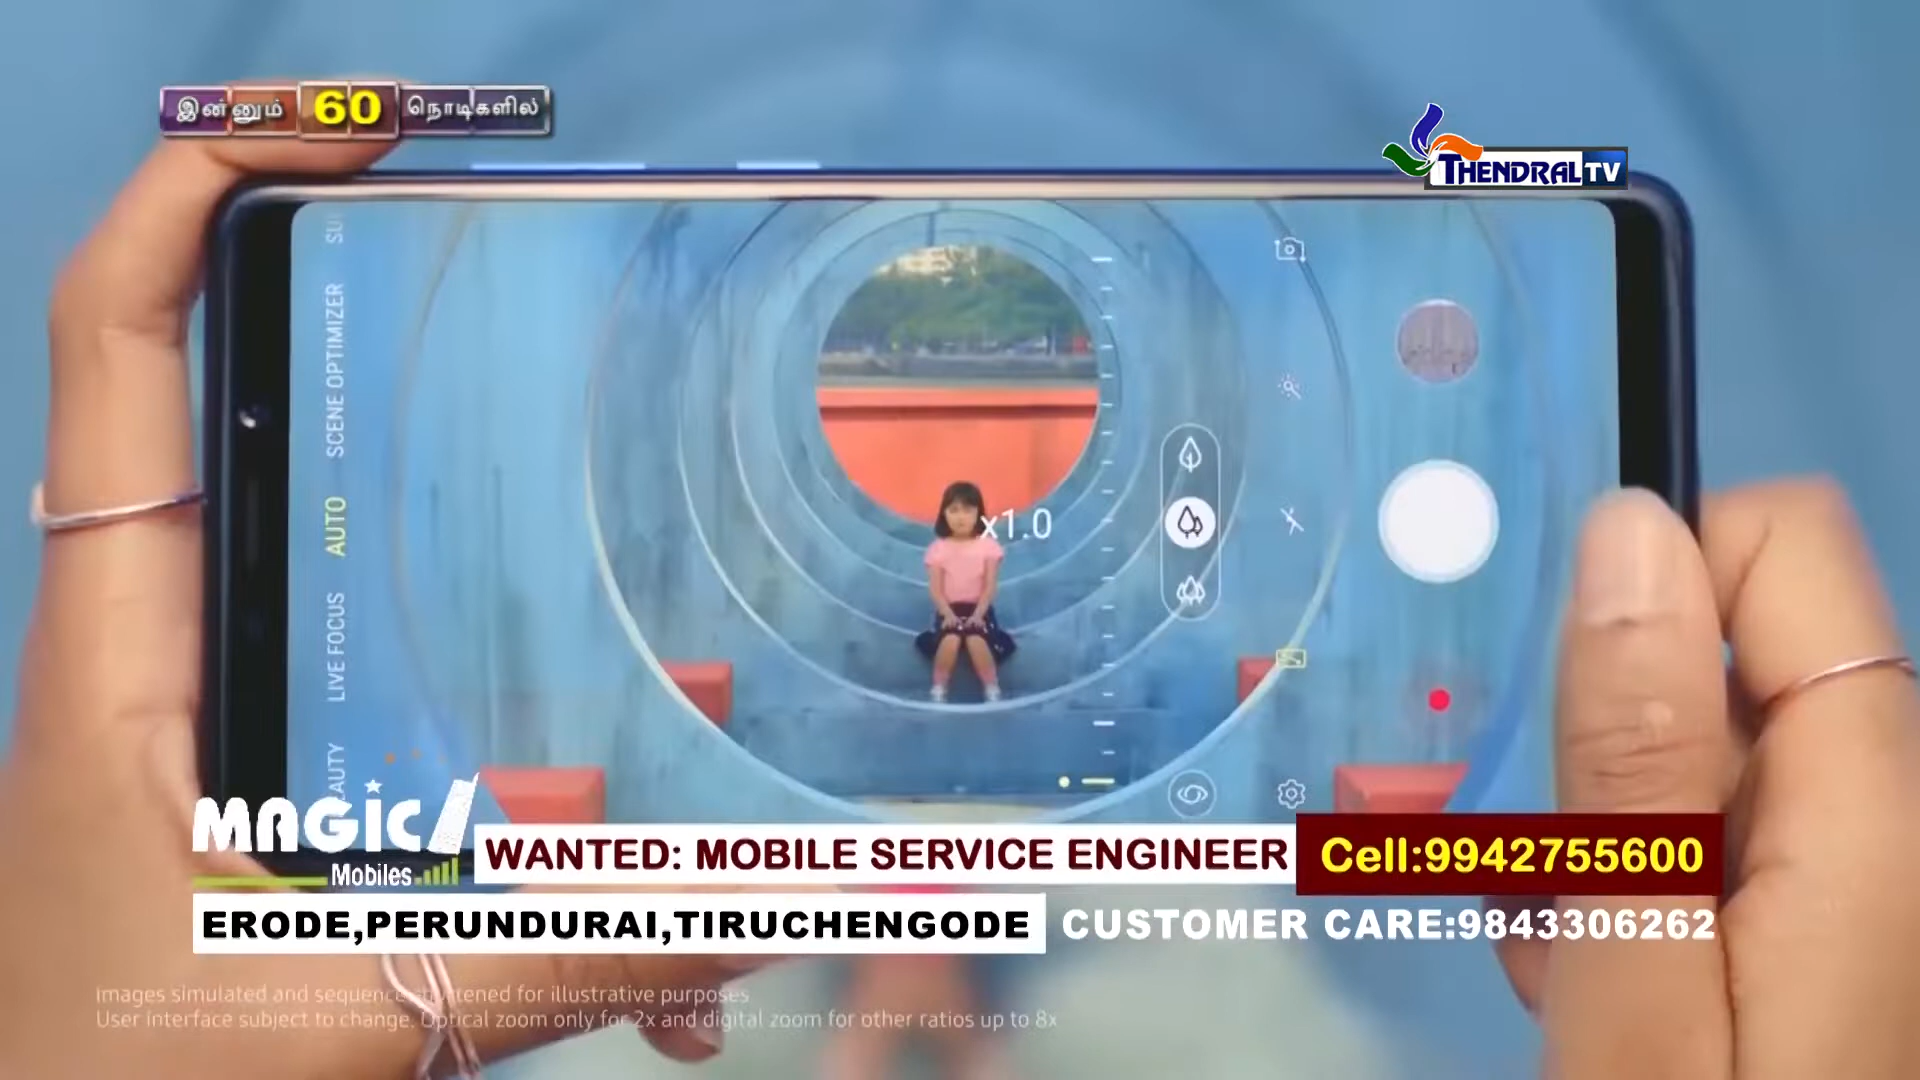 இன்னும் 60 நொடிகளில்
THENDRAL TV
SCENE OPTIMIZER
AUTO
LIVE FOCUS
x1.0
MAGIC
Mobiles
WANTED: MOBILE SERVICE ENGINEER
Cell:9942755600
ERODE,PERUNDURAI,TIRUCHENGODE
CUSTOMER CARE:9843306262
Images simulated and sequences shortened for illustrative purposes
User interface subject to change. Optical zoom only for 2x and digital zoom for other ratios up to 8x